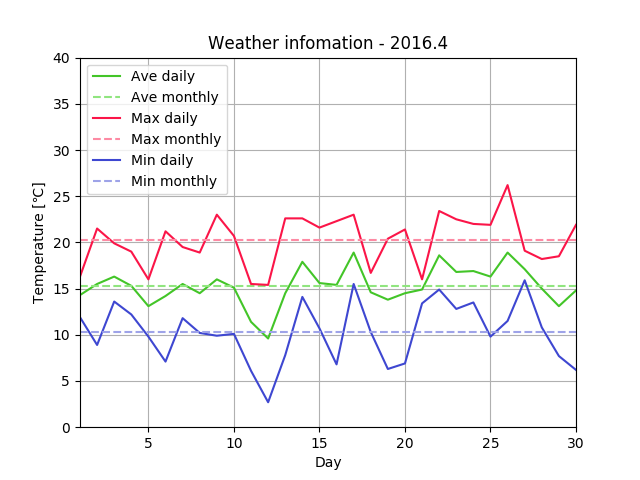 Weather infomation - 2016.4
40
35
30
25
20
15
10
5
0
Temperature [℃]
Ave daily
Ave monthly
Max daily
Max monthly
Min daily
Min monthly
5 10 15 20 25 30
Day